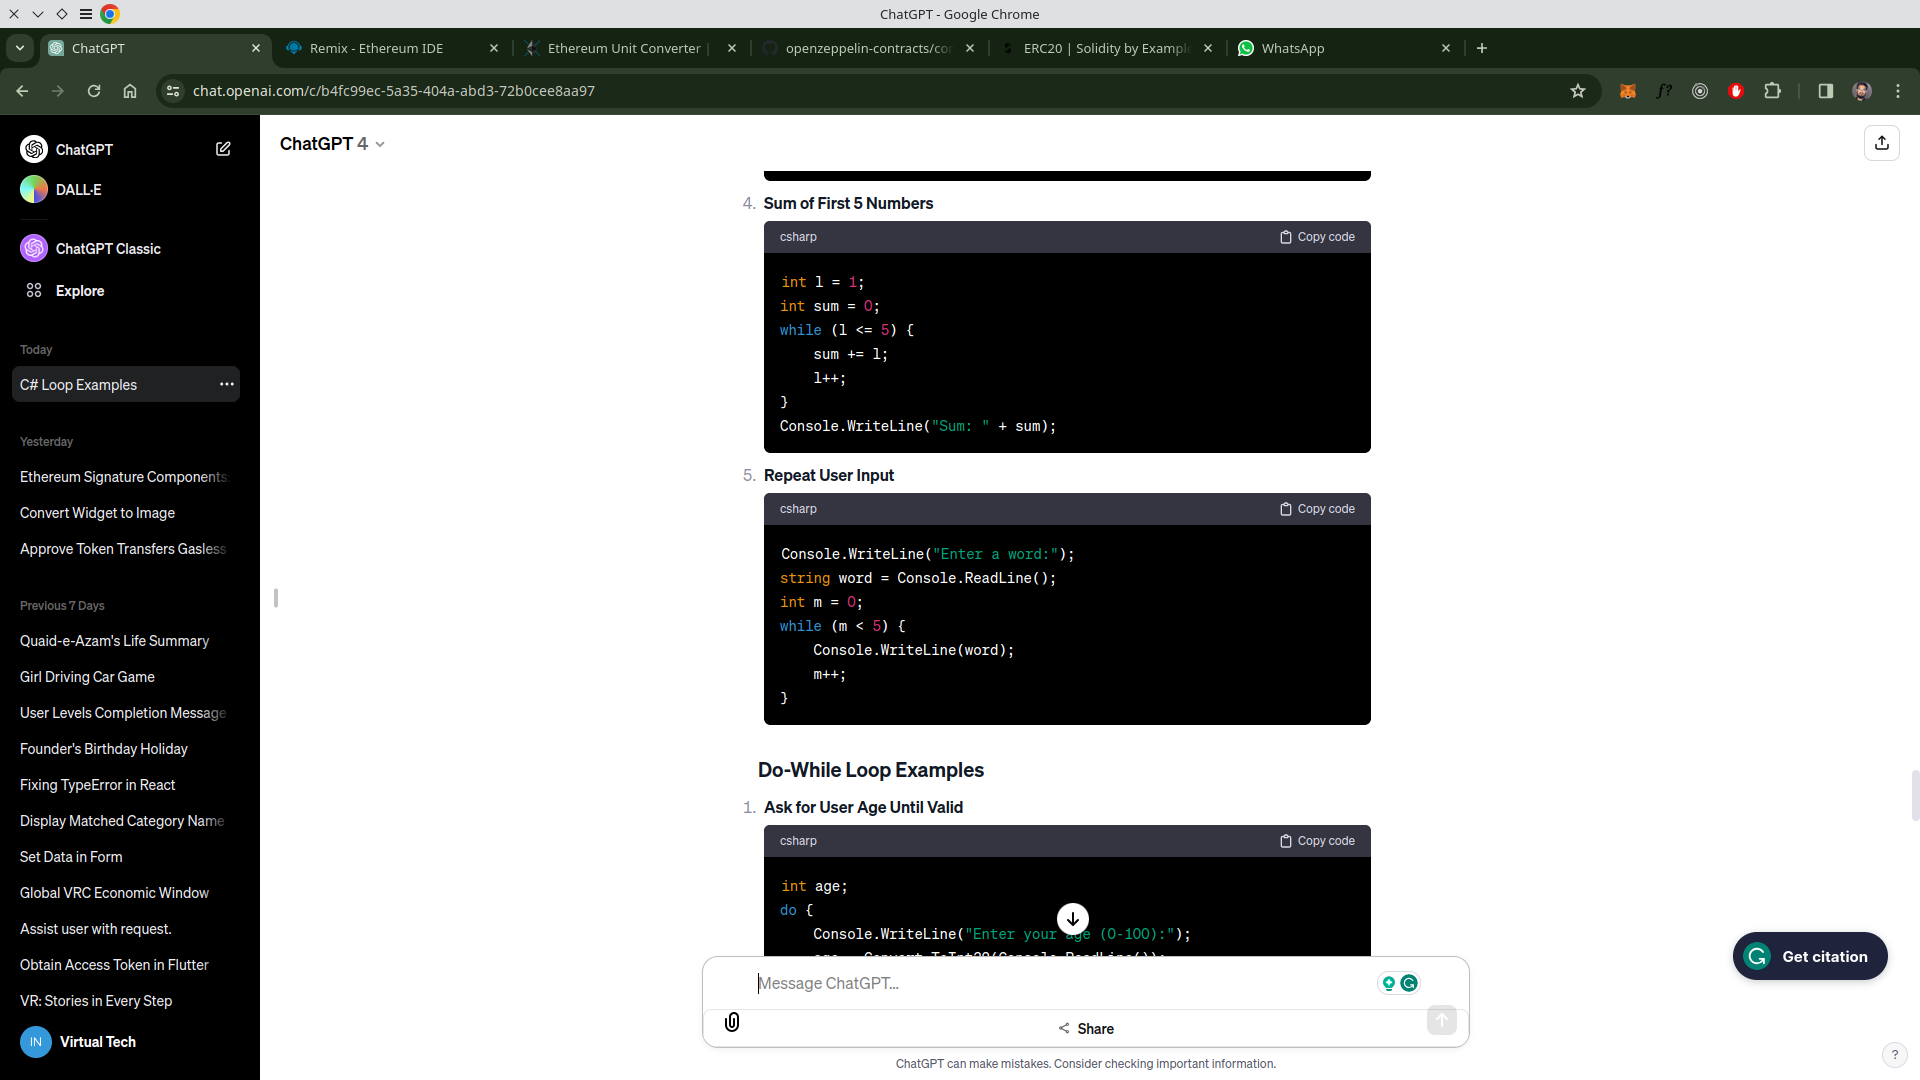 ChatGPT - Google Chrome
ChatGPT
Remix - Ethereum IDE
Ethereum Unit Converter |
openzeppelin-contracts/co
ERC20 | Solidity by Exampl
WhatsApp
chat.openai.com/c/b4fc99ec-5a35-404a-abd3-72b0cee8aa97
f?
ChatGPT
DALL·E
ChatGPT Classic
Explore
Today
C# Loop Examples
Yesterday
Ethereum Signature Components:
Convert Widget to Image
Approve Token Transfers Gasless
Previous 7 Days
Quaid-e-Azam's Life Summary
Girl Driving Car Game
User Levels Completion Message
Founder's Birthday Holiday
Fixing TypeError in React
Display Matched Category Name
Set Data in Form
Global VRC Economic Window
Assist user with request.
Obtain Access Token in Flutter
VR: Stories in Every Step
IN Virtual Tech
ChatGPT 4
4. Sum of First 5 Numbers
csharp Copy code
int l = 1;
int sum = 0;
while (l <= 5) {
    sum += l;
    l++;
}
Console.WriteLine("Sum: " + sum);
5. Repeat User Input
csharp Copy code
Console.WriteLine("Enter a word:");
string word = Console.ReadLine();
int m = 0;
while (m < 5) {
    Console.WriteLine(word);
    m++;
}
Do-While Loop Examples
1. Ask for User Age Until Valid
csharp Copy code
int age;
do {
    Console.WriteLine("Enter your age (0-100):");
    age = Convert.ToInt32(Console.ReadLine());
Get citation
Message ChatGPT...
Share
ChatGPT can make mistakes. Consider checking important information.
?